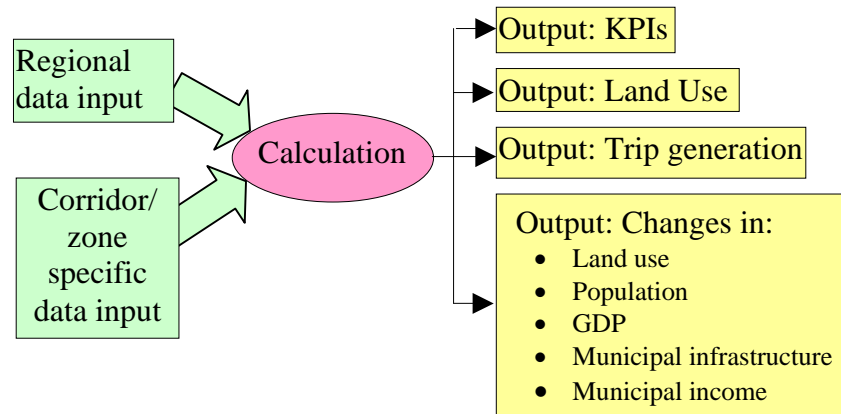 Regional
data input
Corridor/
zone
specific
data input
Calculation
Output: KPIs
Output: Land Use
Output: Trip generation
Output: Changes in:
• Land use
• Population
• GDP
• Municipal infrastructure
• Municipal income